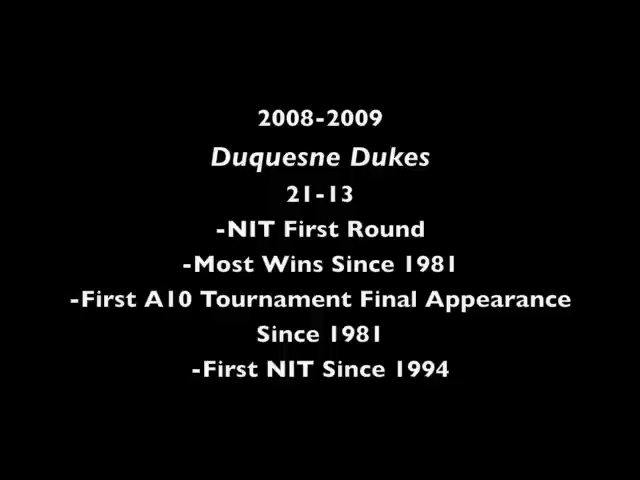 2008-2009
Duquesne Dukes
21-13
-NIT First Round
-Most Wins Since 1981
-First A10 Tournament Final Appearance
Since 1981
-First NIT Since 1994